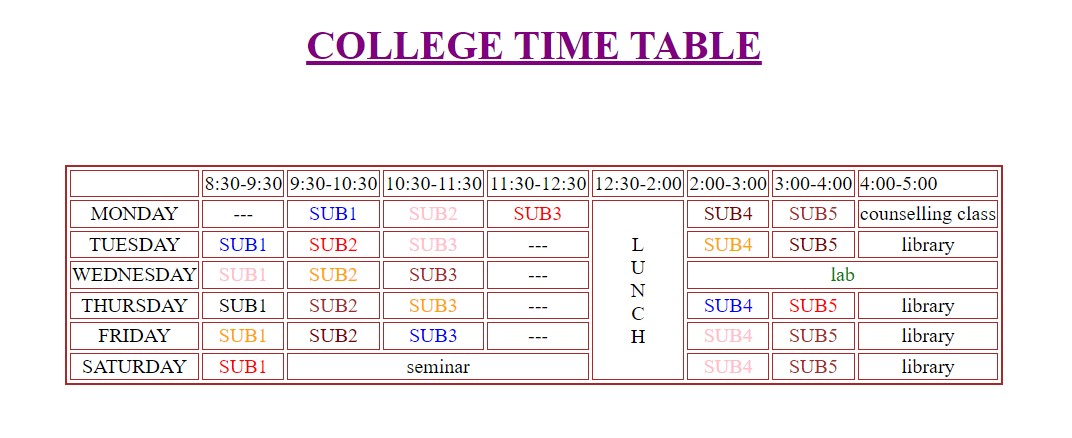 COLLEGE TIME TABLE
8:30-9:30 9:30-10:30 10:30-11:30 11:30-12:30 12:30-2:00 2:00-3:00 3:00-4:00 4:00-5:00
MONDAY --- SUB1 SUB2 SUB3 SUB4 SUB5 counselling class
TUESDAY SUB1 SUB2 SUB3 --- L SUB4 SUB5 library
U
WEDNESDAY SUB1 SUB2 SUB3 --- lab
N
THURSDAY SUB1 SUB2 SUB3 --- SUB4 SUB5 library
C
FRIDAY SUB1 SUB2 SUB3 --- H SUB4 SUB5 library
SATURDAY SUB1 seminar SUB4 SUB5 library